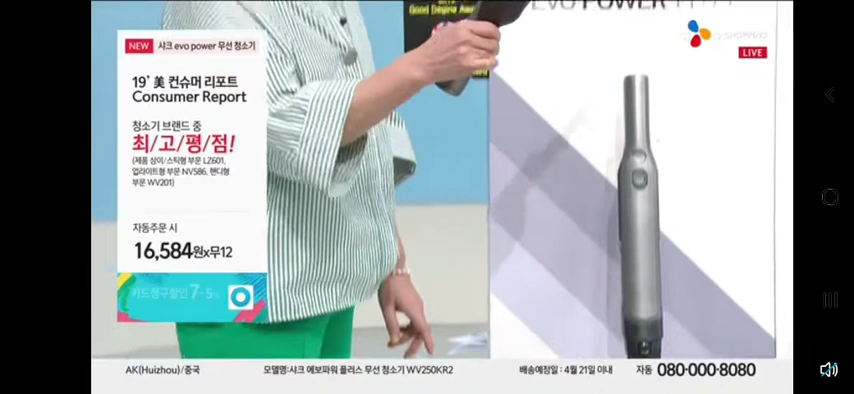 Good Design Awa
EVO POWER
O SHOPPING
LIVE
NEW 샤크 evo power 무선 청소기
19' 美 컨슈머 리포트
Consumer Report
청소기 브랜드 중
최/고/평/점!
(제품 상이/스틱형 부문 LZ601,
업라이트형 부문 NV586, 핸디형
부문 WV201)
자동주문 시
16,584원x무12
카드청구할인 7~5%
AK(Huizhou)/중국
모델명:샤크 에보파워 플러스 무선 청소기 WV250KR2
배송예정일 : 4월 21일 이내
자동 080-000-8080